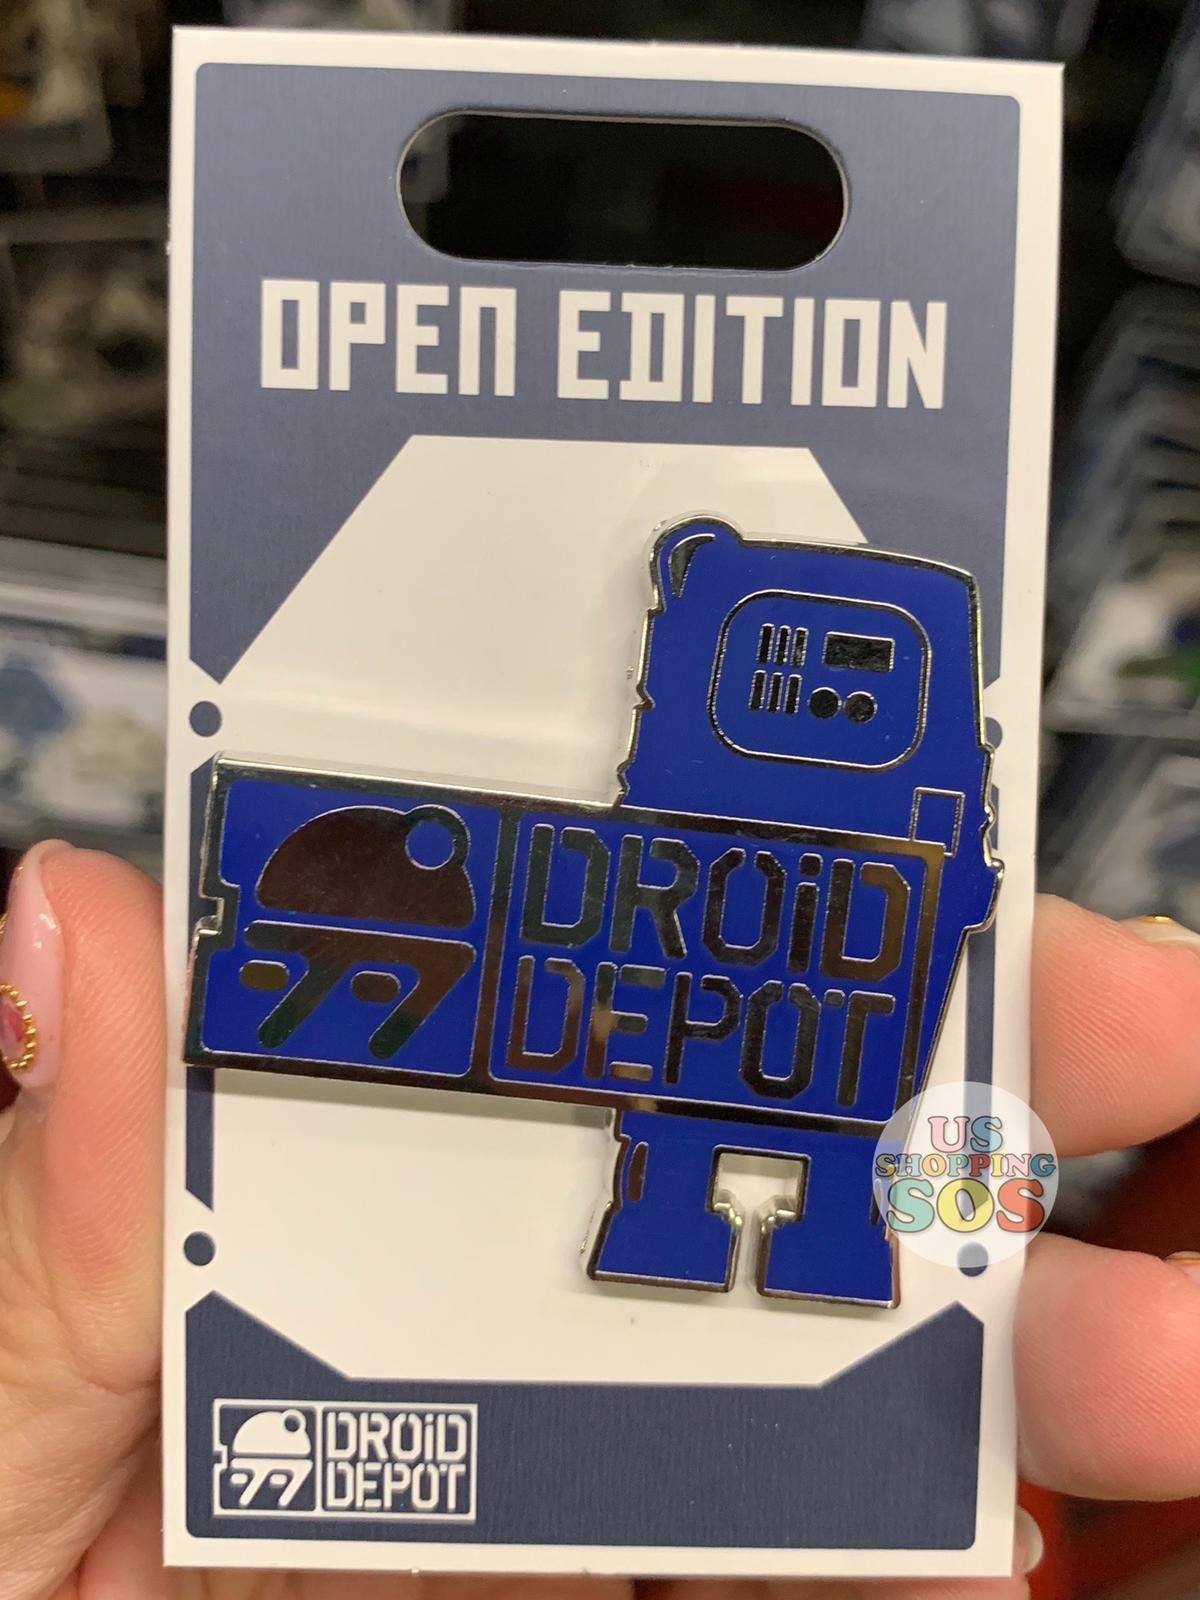 OPEN EDITION
DROiD
DEPOT
US
SHOPPING
SOS
DROiD
DEPOT